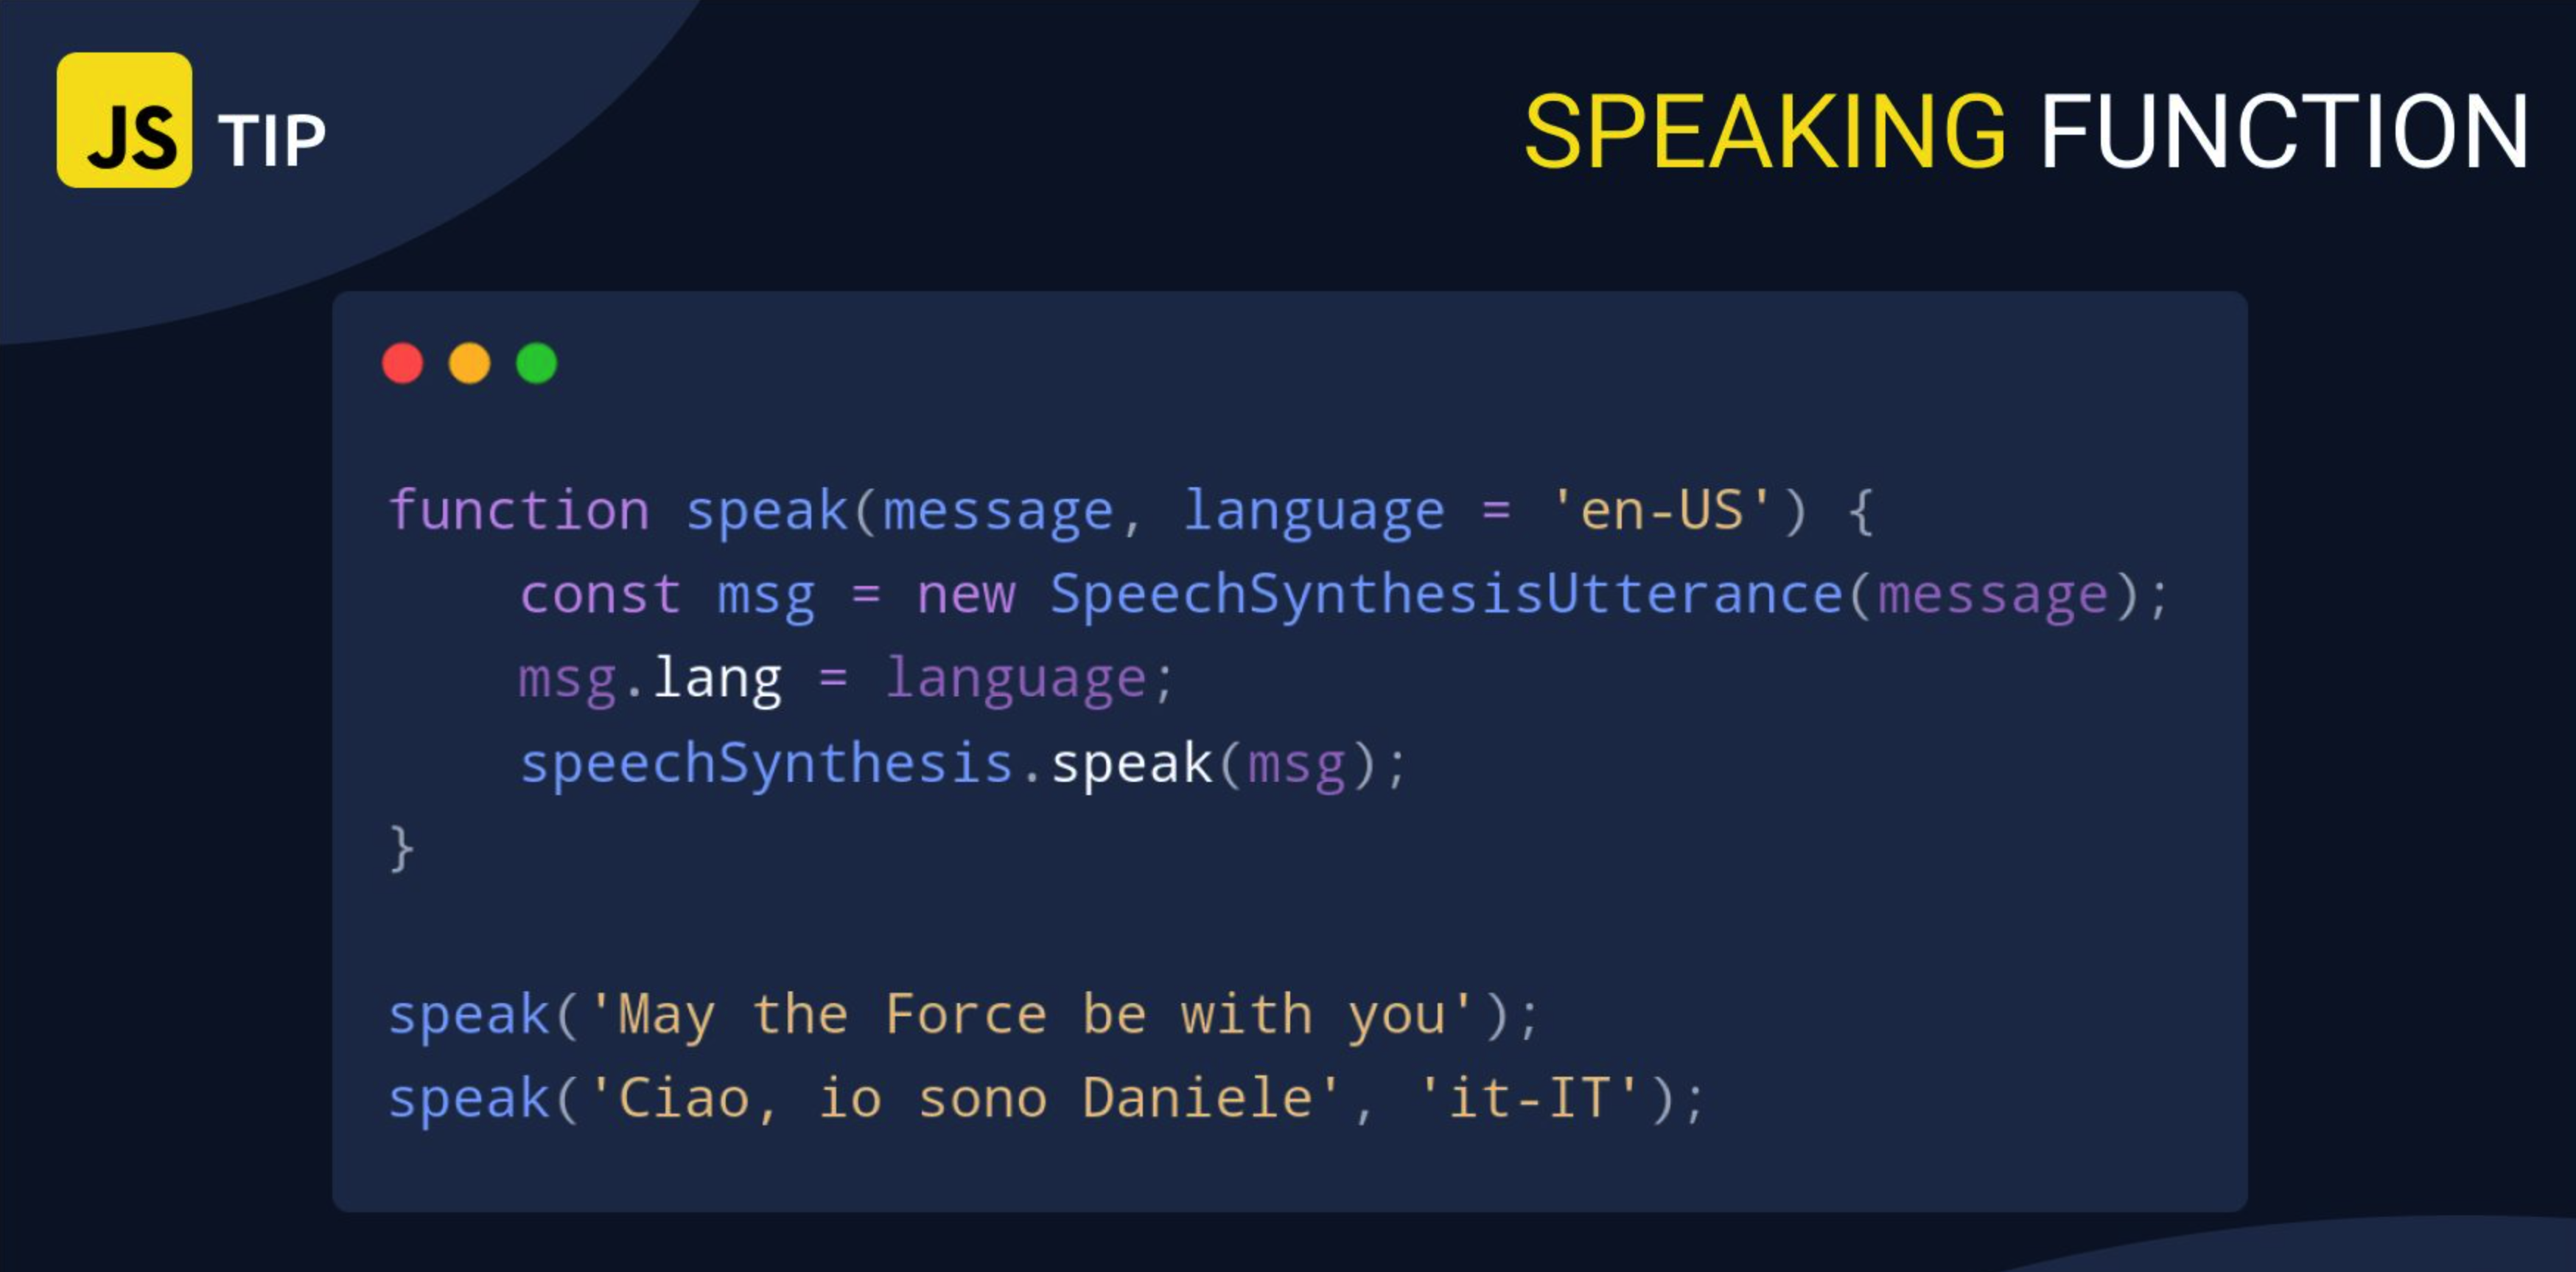 JS TIP
SPEAKING FUNCTION
function speak(message, language = 'en-US') {
    const msg = new SpeechSynthesisUtterance(message);
    msg.lang = language;
    speechSynthesis.speak(msg);
}
speak('May the Force be with you');
speak('Ciao, io sono Daniele', 'it-IT');